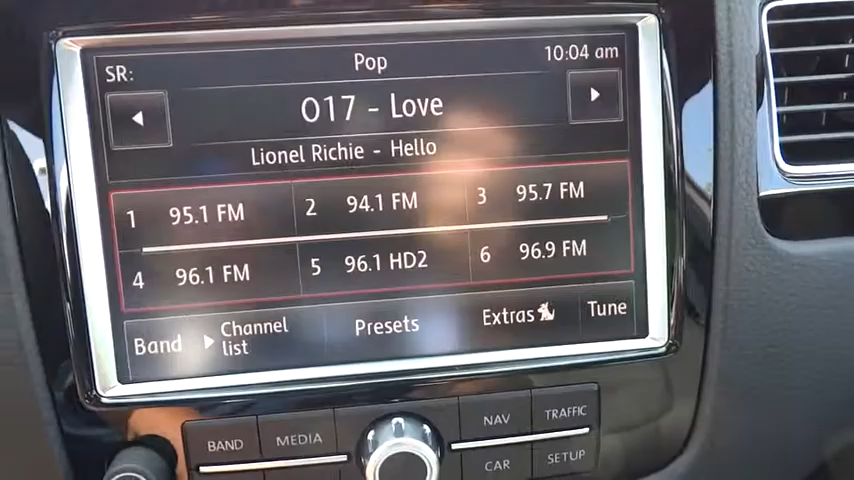 SR: Pop 10:04 am
017 - Love
Lionel Richie - Hello
1 95.1 FM 2 94.1 FM 3 95.7 FM
4 96.1 FM 5 96.1 HD2 6 96.9 FM
Band Channel list Presets Extras Tune
BAND MEDIA NAV TRAFFIC
CAR SETUP